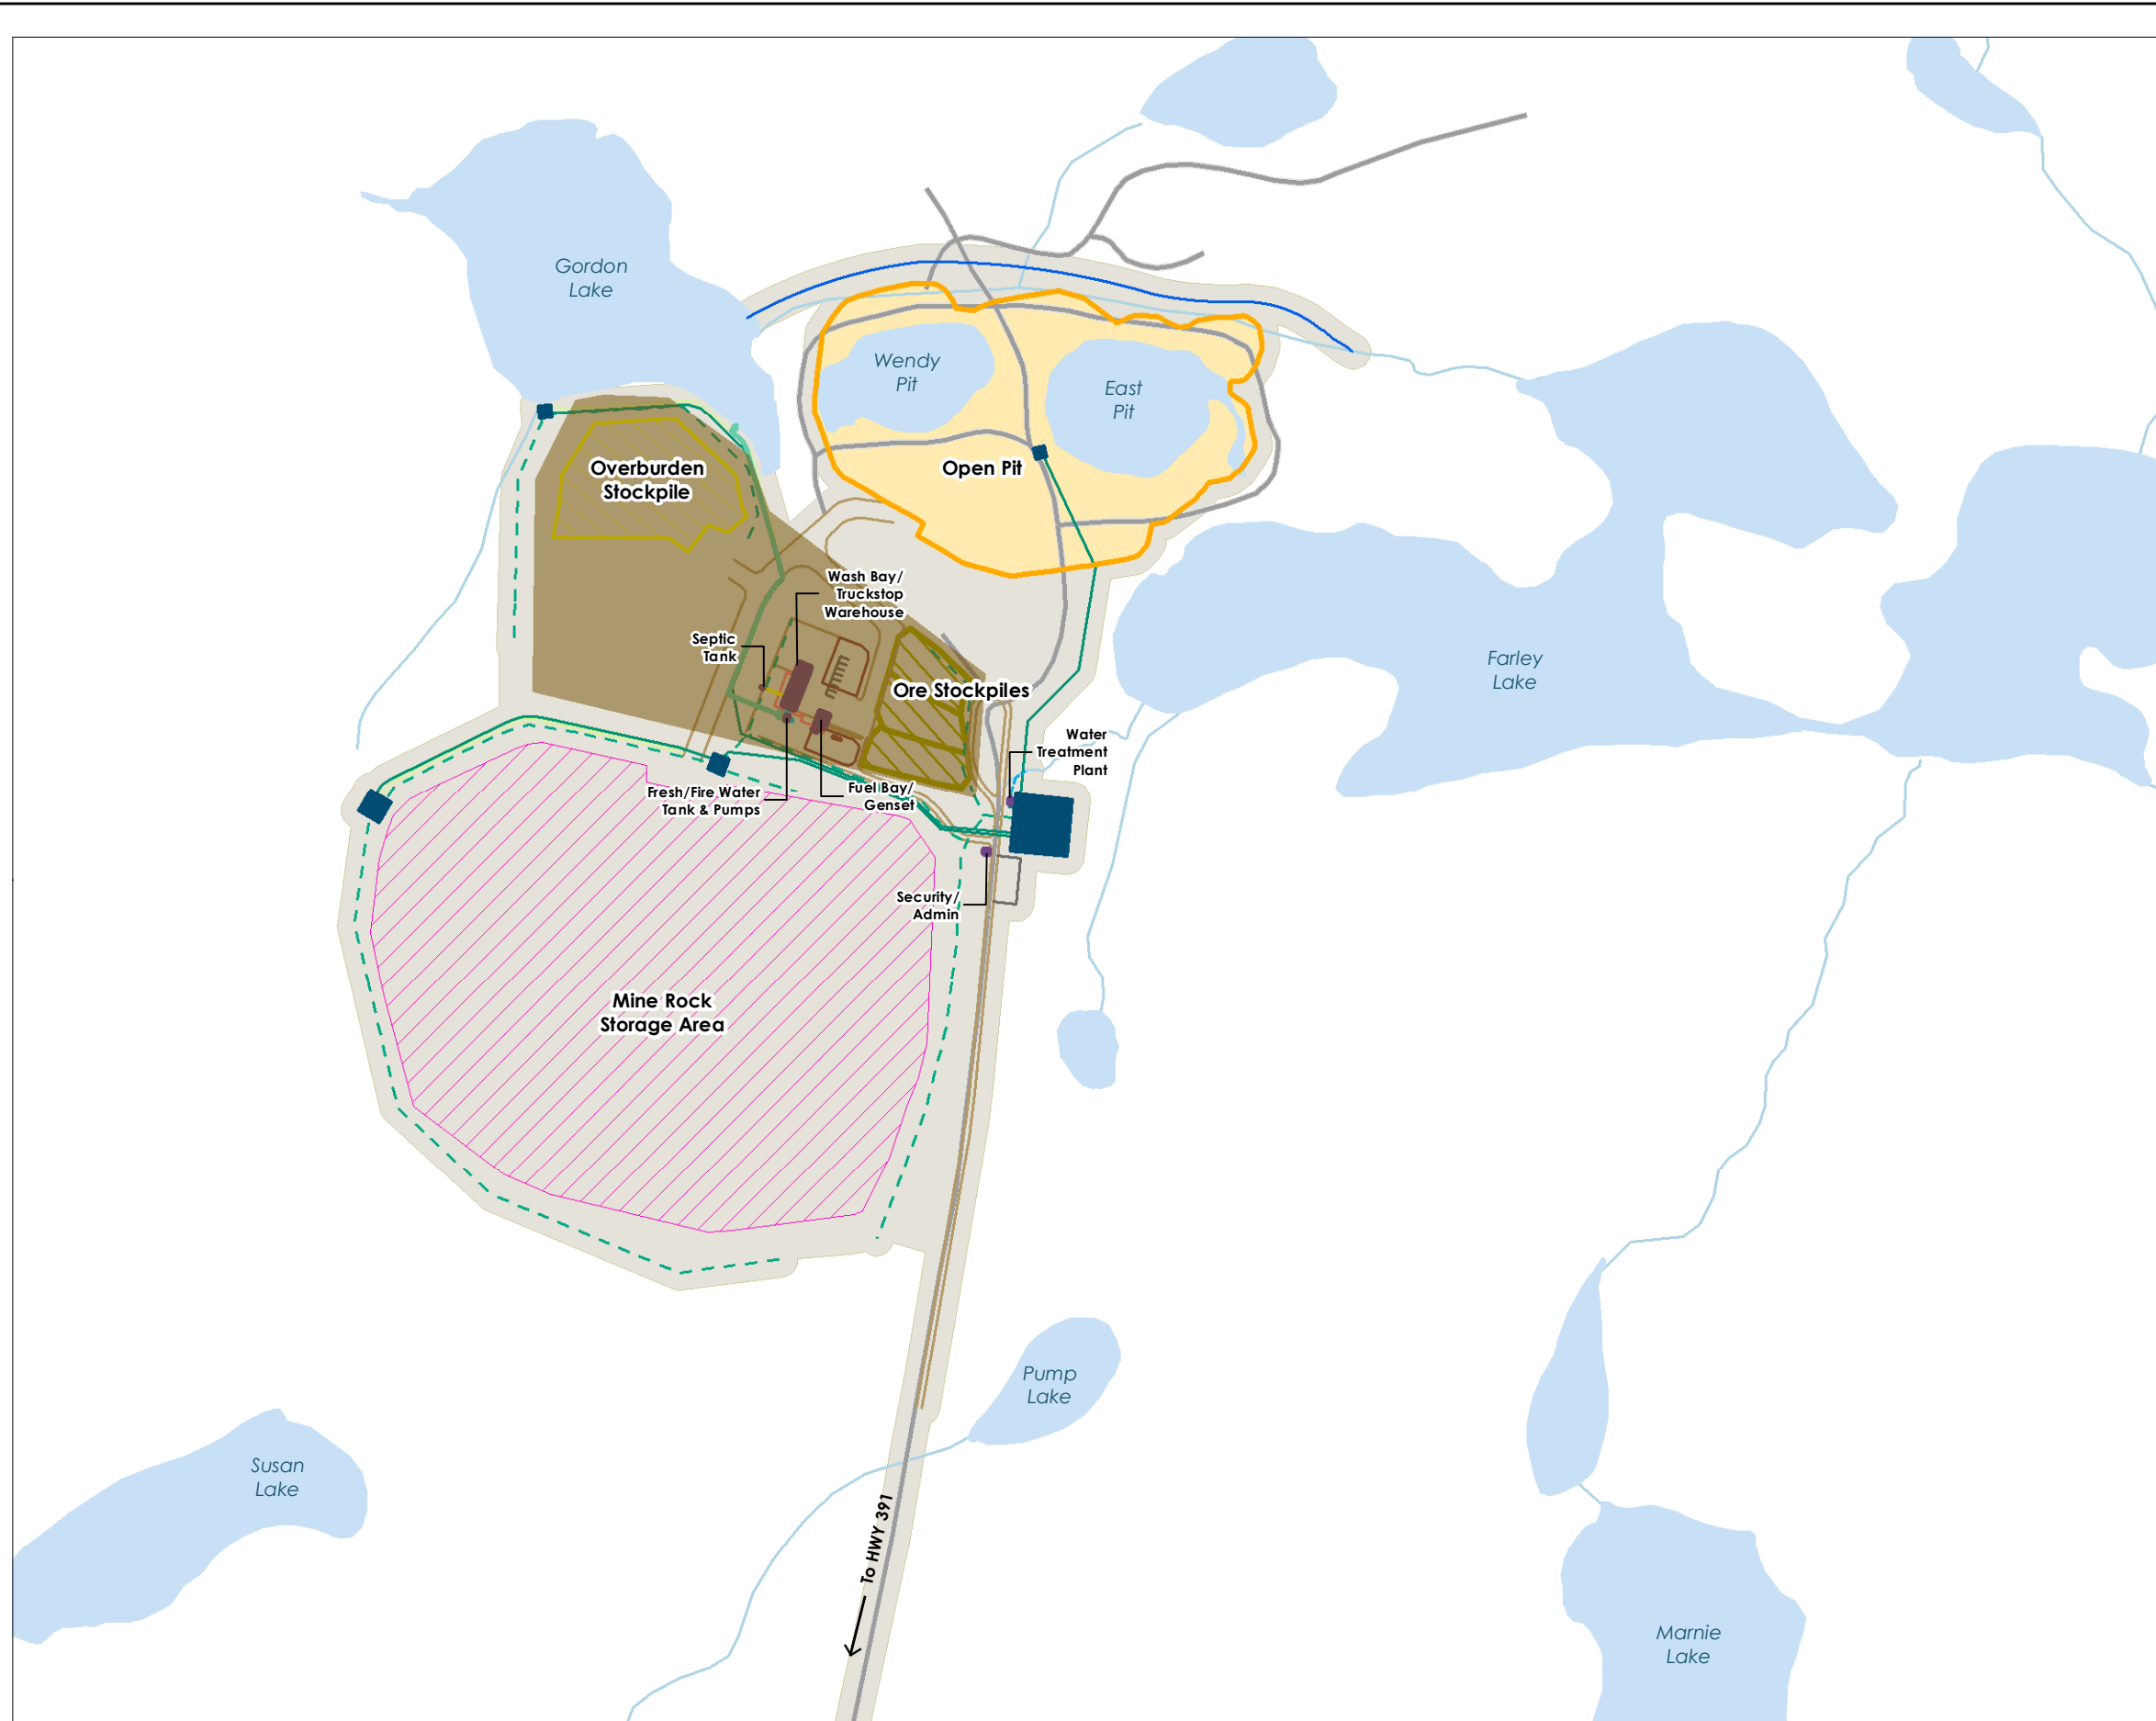 Gordon
Lake
Wendy
Pit
East
Pit
Overburden
Stockpile
Open Pit
Wash Bay/
Truckstop
Warehouse
Septic
Tank
Ore Stockpiles
Farley
Lake
Water
Treatment
Plant
Fresh/Fire Water
Tank & Pumps
Fuel Bay/
Genset
Security/
Admin
Mine Rock
Storage Area
Pump
Lake
Susan
Lake
To HWY 391
Marnie
Lake